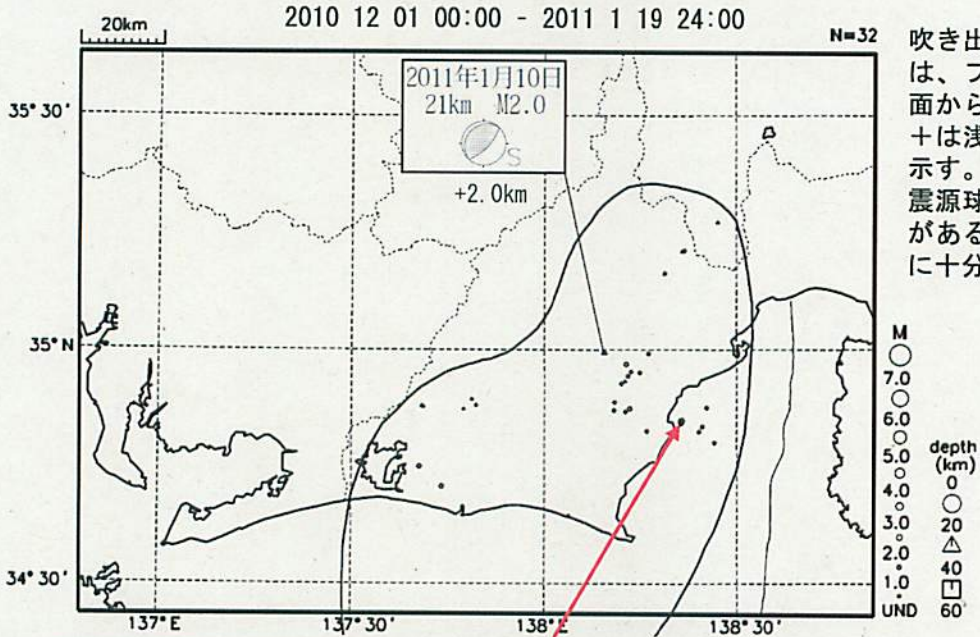 2010 12 01 00:00 - 2011 1 19 24:00
20km
N=32
2011年1月10日
21km M2.0
S
+2.0km
35°30'
35°N
34°30'
137°E
137°30'
138°E
138°30'
吹き出
は、フ
面から
+は浅
示す。
震源球
がある
に十分
M
7.0
6.0
5.0
4.0
3.0
2.0
1.0
UND
depth
(km)
0
20
40
60